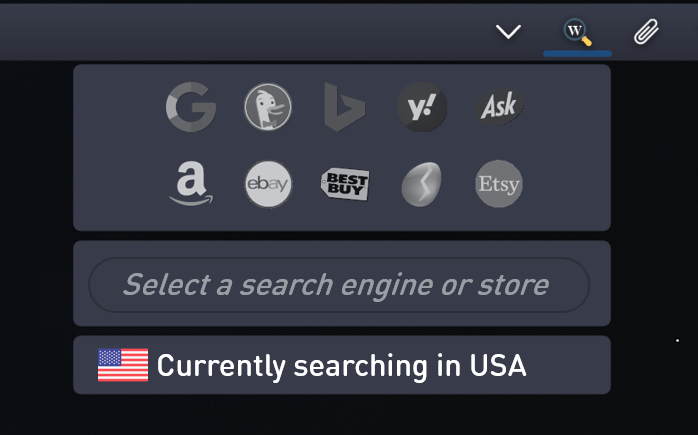 W
y! Ask
a ebay BEST
BUY Etsy
Select a search engine or store
Currently searching in USA